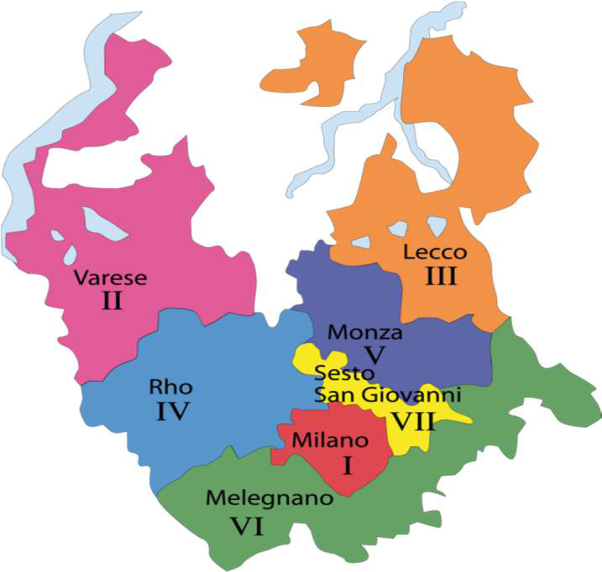 Lecco
III
Varese
II
Monza
V
Sesto
San Giovanni
VII
Rho
IV
Milano
I
Melegnano
VI